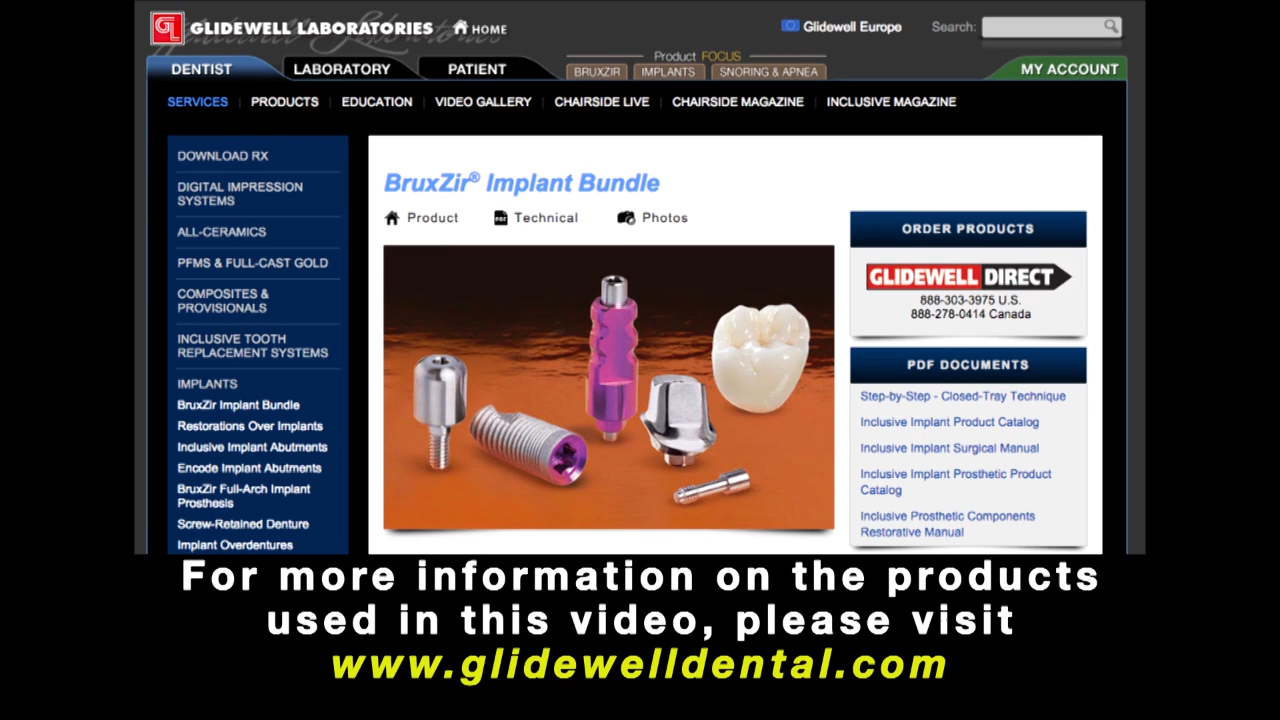 GL GLIDEWELL LABORATORIES HOME
Glidewell Europe
Search:
Product FOCUS
DENTIST LABORATORY PATIENT BRUXZIR IMPLANTS SNORING & APNEA MY ACCOUNT
SERVICES PRODUCTS EDUCATION VIDEO GALLERY CHAIRSIDE LIVE CHAIRSIDE MAGAZINE INCLUSIVE MAGAZINE
DOWNLOAD RX
DIGITAL IMPRESSION
SYSTEMS
ALL-CERAMICS
PFMS & FULL-CAST GOLD
COMPOSITES &
PROVISIONALS
INCLUSIVE TOOTH
REPLACEMENT SYSTEMS
IMPLANTS
BruxZir Implant Bundle
Restorations Over Implants
Inclusive Implant Abutments
Encode Implant Abutments
BruxZir Full-Arch Implant
Prosthesis
Screw-Retained Denture
Implant Overdentures
BruxZir® Implant Bundle
Product Technical Photos
ORDER PRODUCTS
GLIDEWELL DIRECT
888-303-3975 U.S.
888-278-0414 Canada
PDF DOCUMENTS
Step-by-Step - Closed-Tray Technique
Inclusive Implant Product Catalog
Inclusive Implant Surgical Manual
Inclusive Implant Prosthetic Product
Catalog
Inclusive Prosthetic Components
Restorative Manual
For more information on the products
used in this video, please visit
www.glidewelldental.com